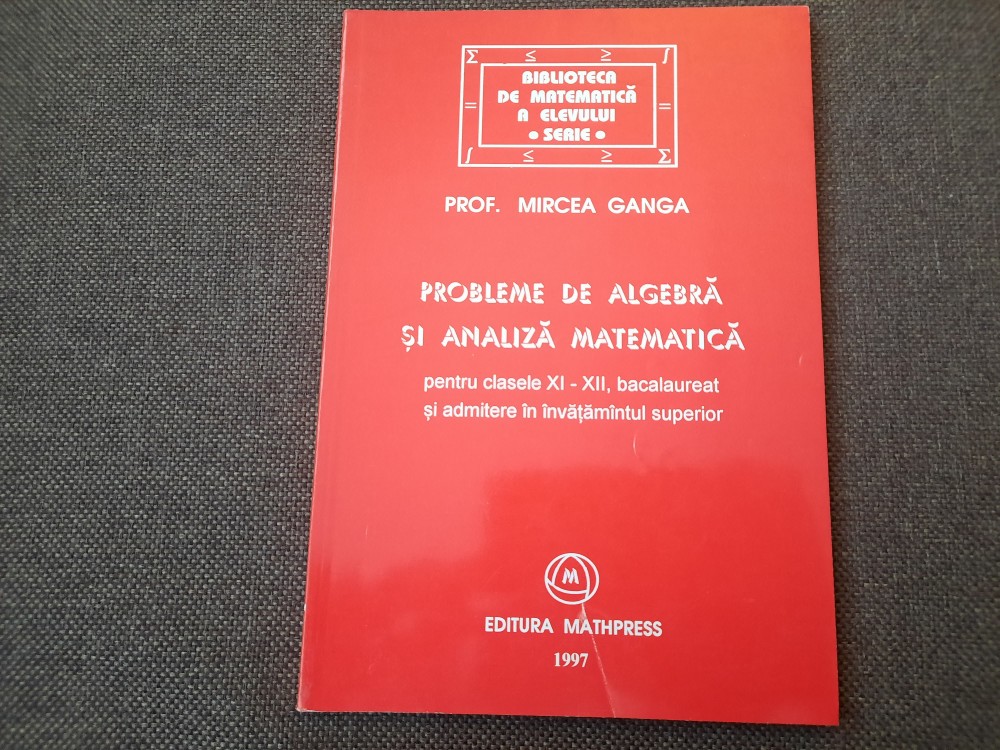 Σ ≤ ≥ ∫
BIBLIOTECA
DE MATEMATICĂ
= =
A ELEVULUI
• SERIE •
∫ ≤ ≥ Σ
PROF. MIRCEA GANGA
PROBLEME DE ALGEBRĂ
ȘI ANALIZĂ MATEMATICĂ
pentru clasele XI - XII, bacalaureat
și admitere în învățămîntul superior
M
EDITURA MATHPRESS
1997